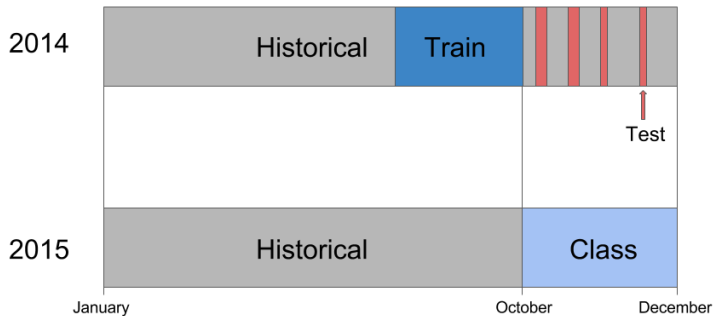 2014
Historical
Train
Test
2015
Historical
Class
January
October
December